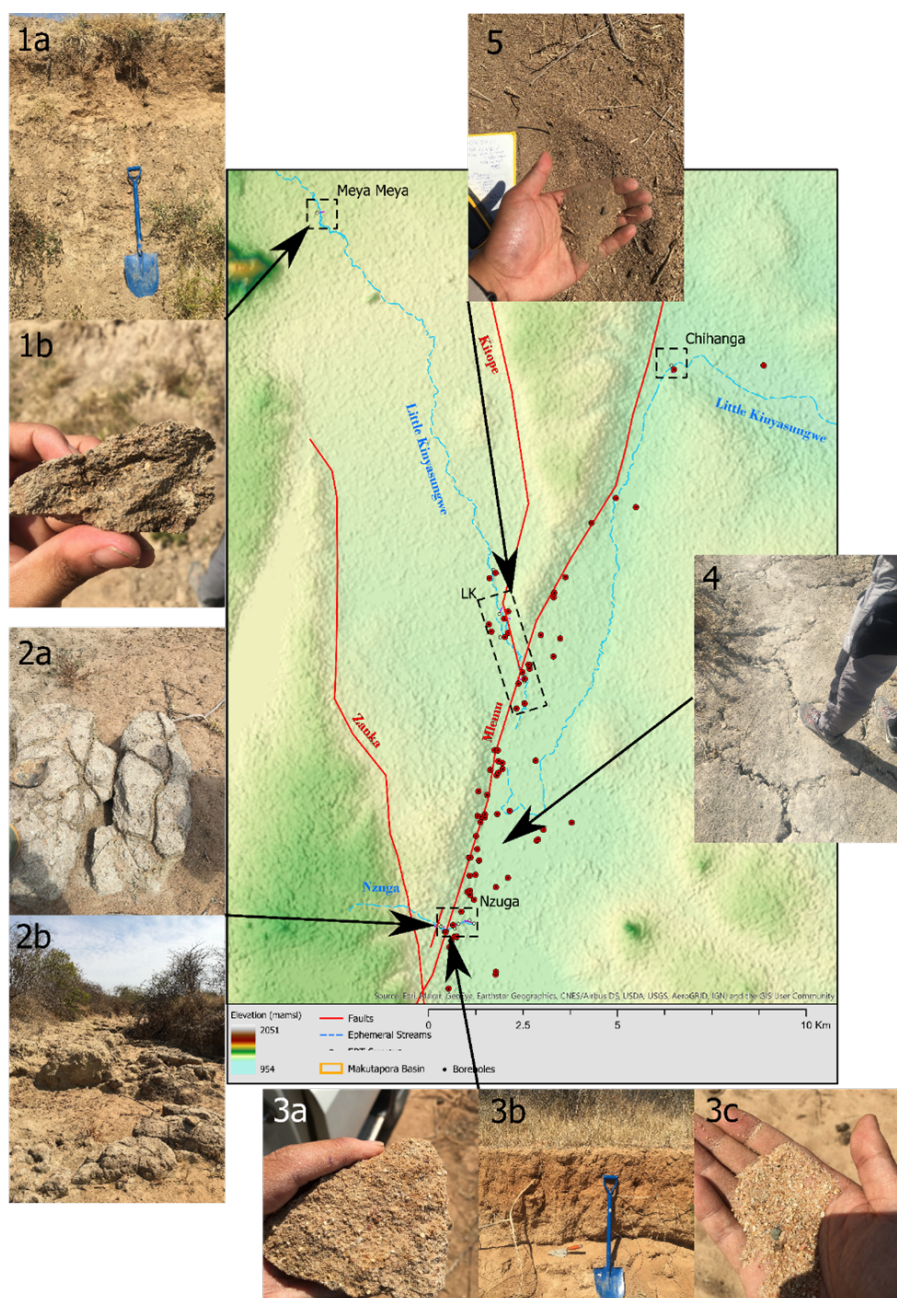 1a
5
Meya Meya
Kitope
Chihanga
1b
Little Kinyasungwe
Little Kinyasungwe
LK
4
2a
Zanka
Mlemu
Nzuga
Nzuga
2b
Source: Esri, Maxar, GeoEye, Earthstar Geographics, CNES/Airbus DS, USDA, USGS, AeroGRID, IGN, and the GIS User Community
Elevation (mamsl)
2051
954
Faults
Ephemeral Streams
Makutapora Basin
Boreholes
0 2.5 5 10 Km
3a
3b
3c